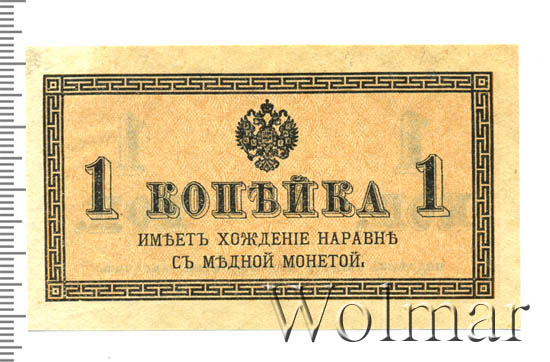 1 КОПѢЙКА 1
ИМѢЕТЪ ХОЖДЕНІЕ НАРАВНѢ
СЪ МѢДНОЙ МОНЕТОЙ.
Wolmar